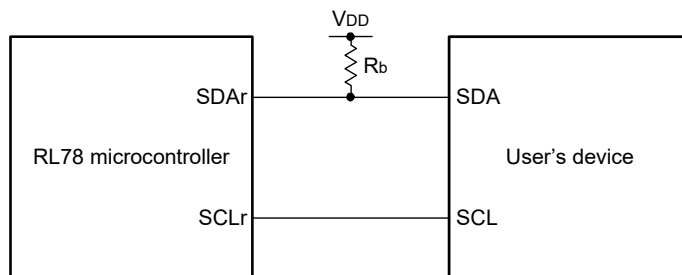 VDD
Rb
SDAr
SDA
RL78 microcontroller
User's device
SCLr
SCL